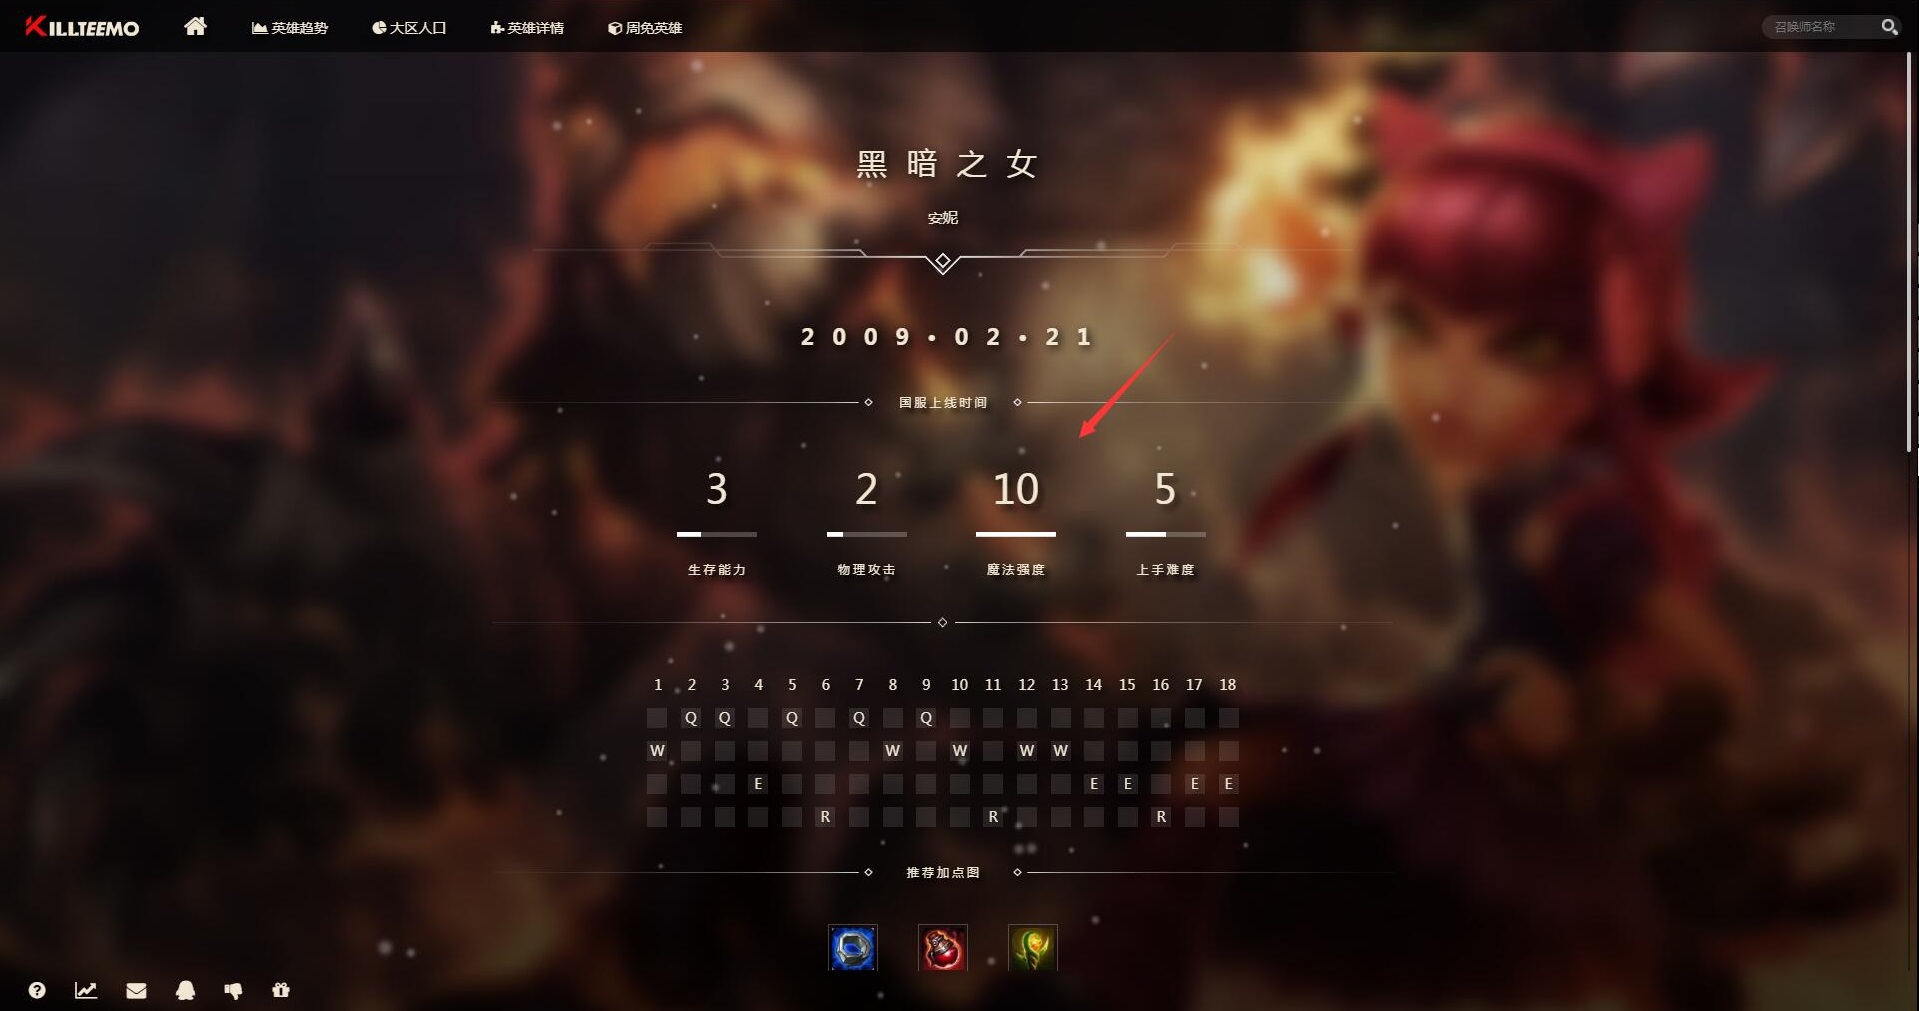 KILLTEEMO 英雄趋势 大区人口 英雄详情 周免英雄 召唤师名称
黑暗之女
安妮
2009·02·21
国服上线时间
3 2 10 5
生存能力 物理攻击 魔法强度 上手难度
1 2 3 4 5 6 7 8 9 10 11 12 13 14 15 16 17 18
Q Q Q Q Q
W W W W W
E E E E E
R R R
推荐加点图